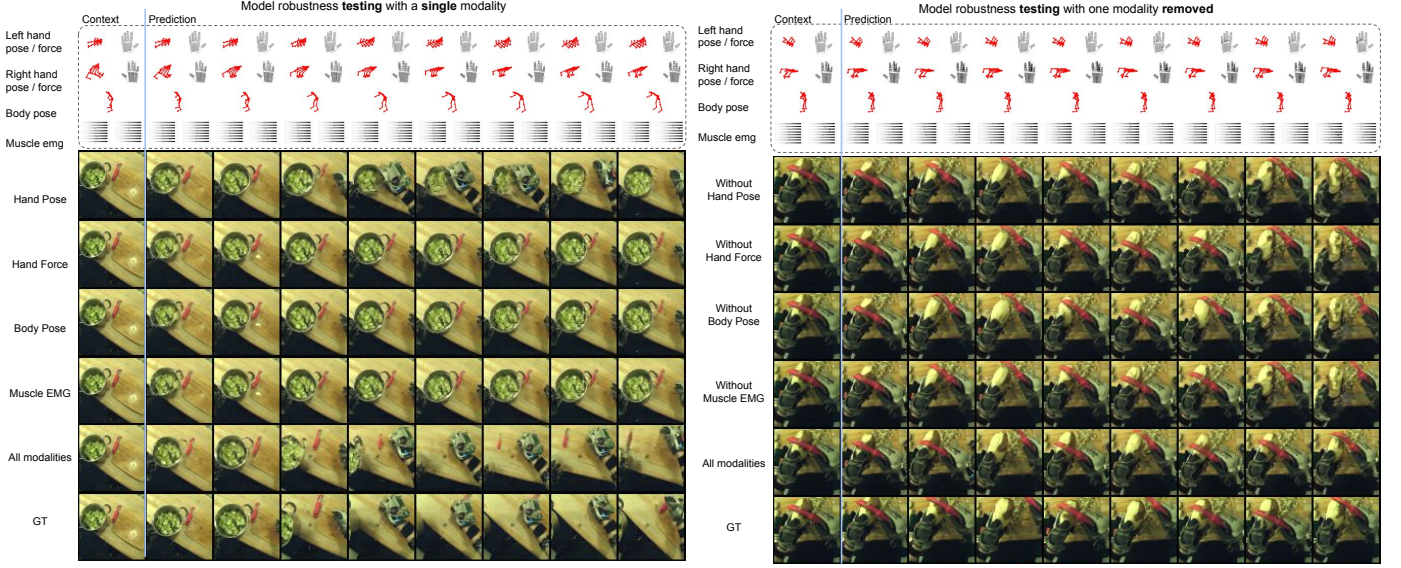 Model robustness testing with a single modality
Context
Prediction
Left hand
pose / force
Right hand
pose / force
Body pose
Muscle emg
Hand Pose
Hand Force
Body Pose
Muscle EMG
All modalities
GT
Model robustness testing with one modality removed
Context
Prediction
Left hand
pose / force
Right hand
pose / force
Body pose
Muscle emg
Without
Hand Pose
Without
Hand Force
Without
Body Pose
Without
Muscle EMG
All modalities
GT